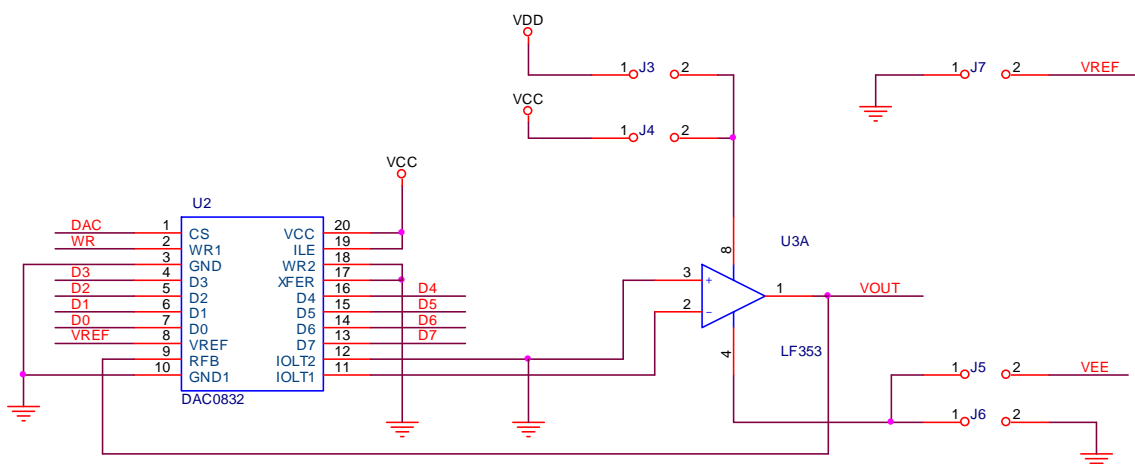 VDD
1 J3 2
1 J7 2 VREF
VCC
1 J4 2
VCC
U2
DAC 1 CS VCC 20
WR 2 WR1 ILE 19
3 GND WR2 18
D3 4 D3 XFER 17
D2 5 D2 D4 16 D4
D1 6 D1 D5 15 D5
D0 7 D0 D6 14 D6
VREF 8 VREF D7 13 D7
9 RFB IOLT2 12
10 GND1 IOLT1 11
DAC0832
U3A
8
3 +
2 -
1 VOUT
4
LF353
1 J5 2 VEE
1 J6 2